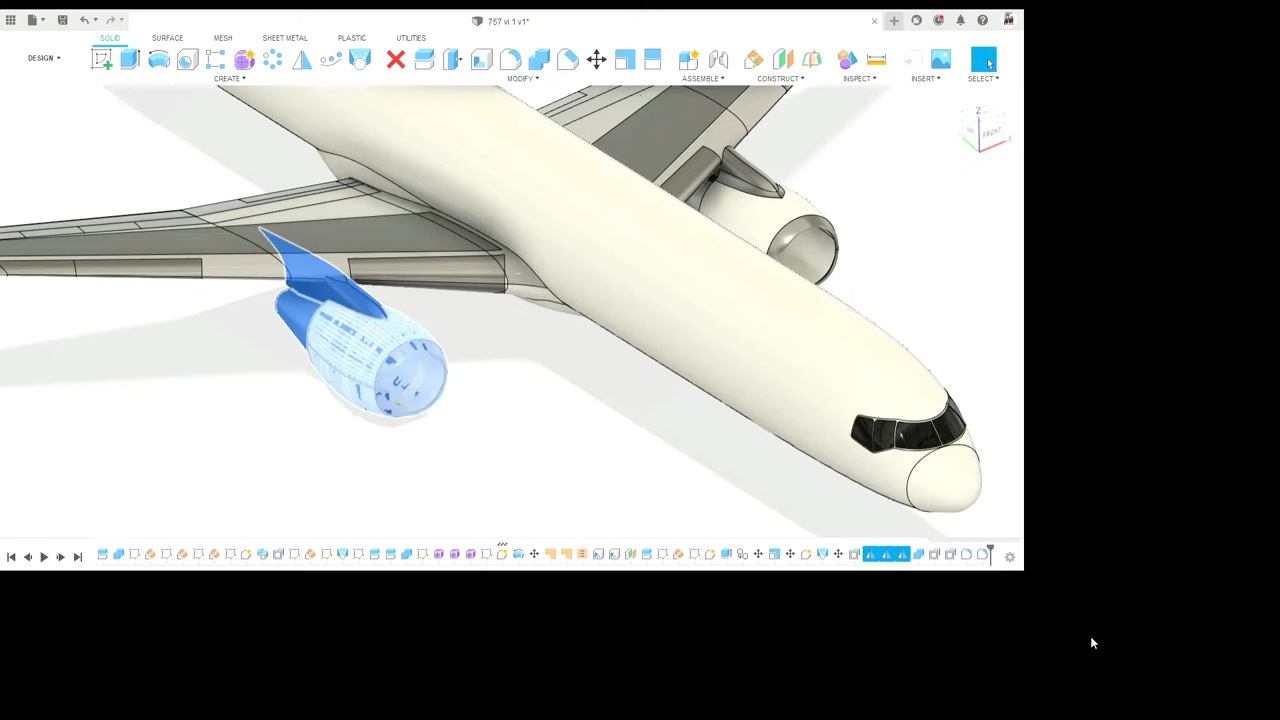 757 vi 1 v1*
SOLID SURFACE MESH SHEET METAL PLASTIC UTILITIES
DESIGN
CREATE MODIFY ASSEMBLE CONSTRUCT INSPECT INSERT SELECT
Z
FRONT
X